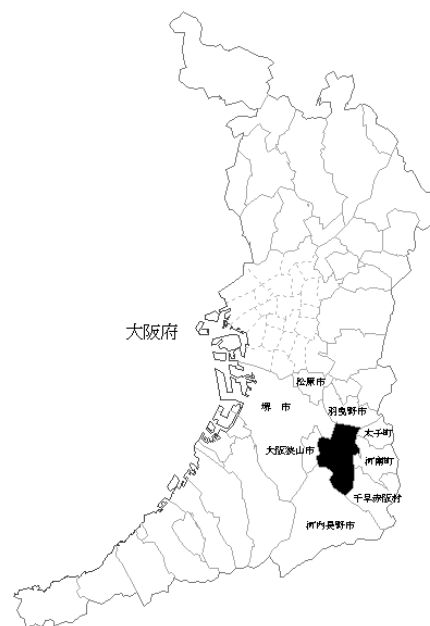 大阪府
松原市
堺 市
羽曳野市
太子町
大阪狭山市
河南町
千早赤阪村
河内長野市